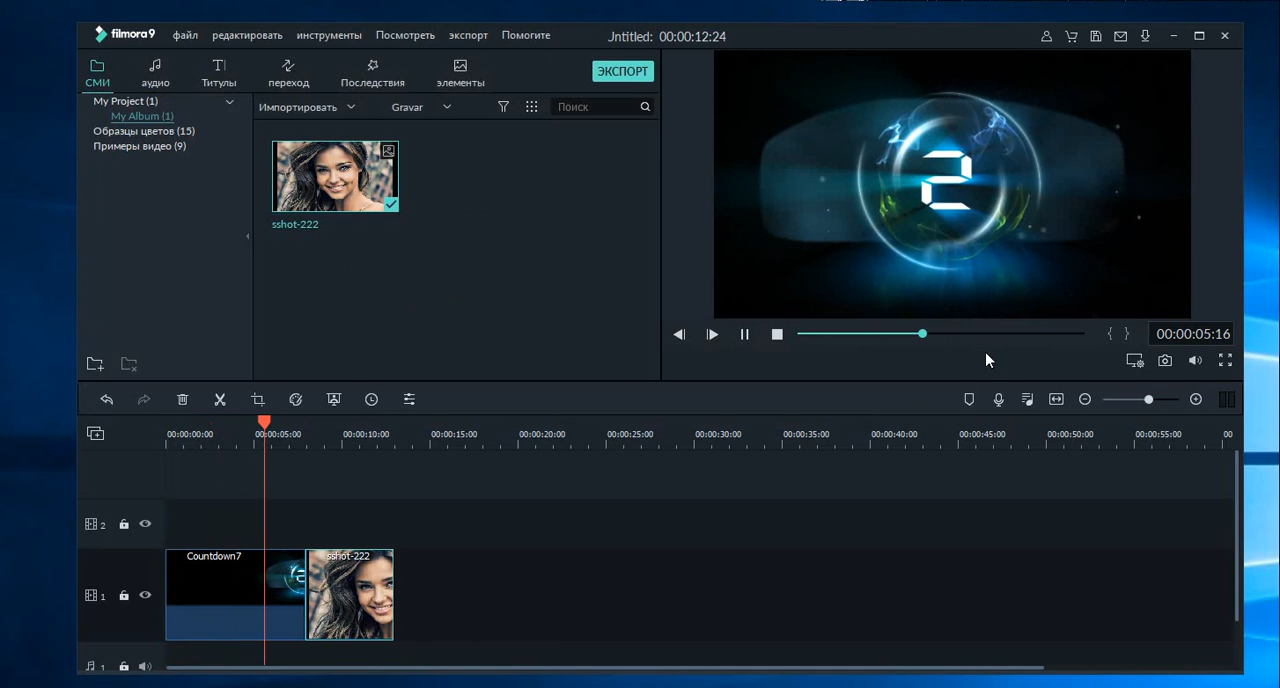 filmora9 файл редактировать инструменты Посмотреть экспорт Помогите Jntitled: 00:00:12:24
СМИ аудио Титулы переход Последствия элементы ЭКСПОРТ
My Project (1)
My Album (1)
Образцы цветов (15)
Примеры видео (9)
Импортировать Gravar Поиск
sshot-222
2
00:00:05:16
00:00:00:00 00:00:05:00 00:00:10:00 00:00:15:00 00:00:20:00 00:00:25:00 00:00:30:00 00:00:35:00 00:00:40:00 00:00:45:00 00:00:50:00 00:00:55:00 00
2
Countdown7 sshot-222
1
1